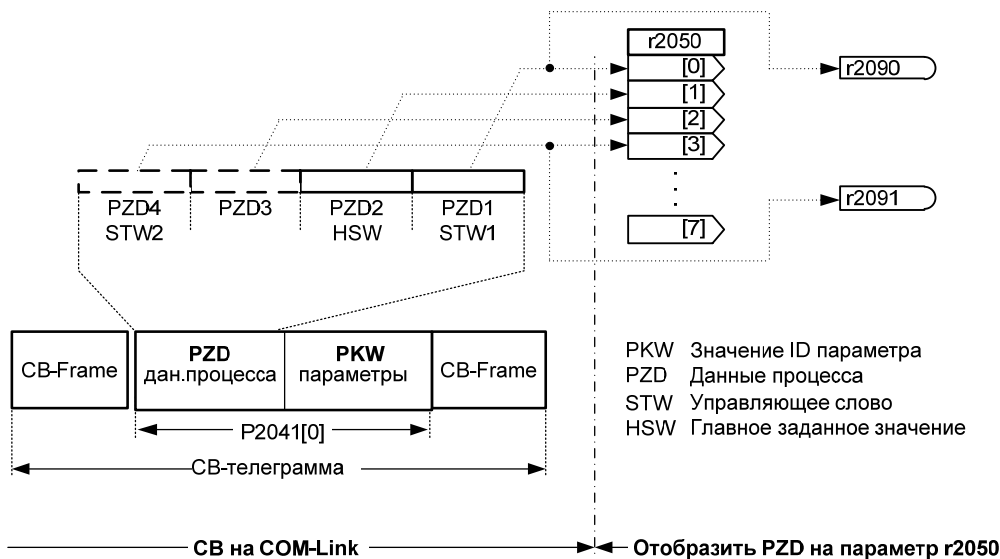 r2050
[0]
r2090
[1]
[2]
[3]
r2091
[7]
PZD4 PZD3 PZD2 PZD1
STW2 HSW STW1
CB-Frame PZD PKW CB-Frame
дан.процесса параметры
P2041[0]
СВ-телеграмма
PKW Значение ID параметра
PZD Данные процесса
STW Управляющее слово
HSW Главное заданное значение
СВ на COM-Link
Отобразить PZD на параметр r2050